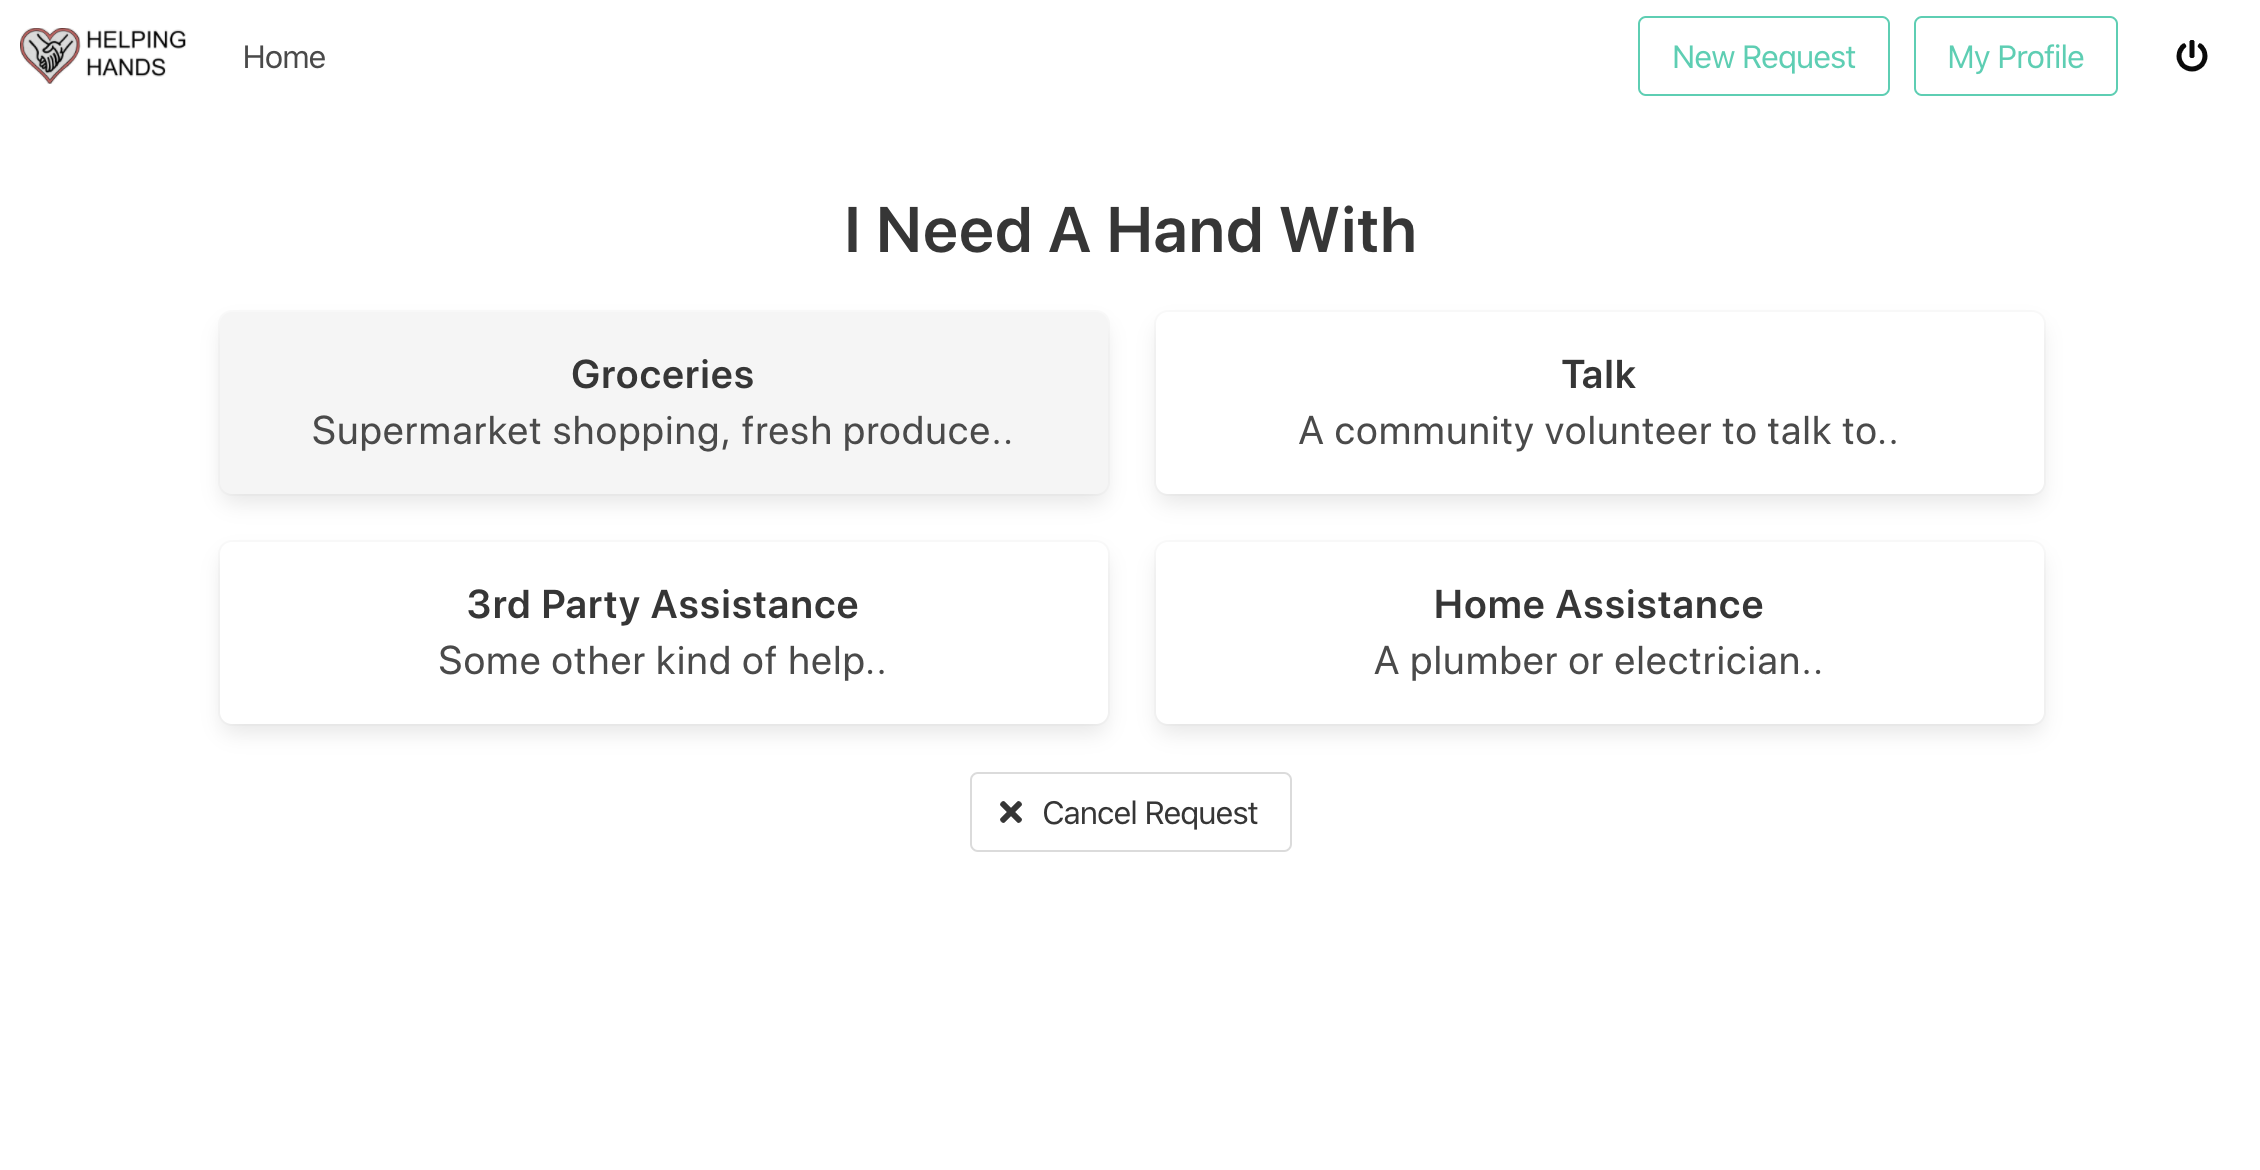 HELPING
HANDS
Home
New Request
My Profile
I Need A Hand With
Groceries
Supermarket shopping, fresh produce..
Talk
A community volunteer to talk to..
3rd Party Assistance
Some other kind of help..
Home Assistance
A plumber or electrician..
Cancel Request